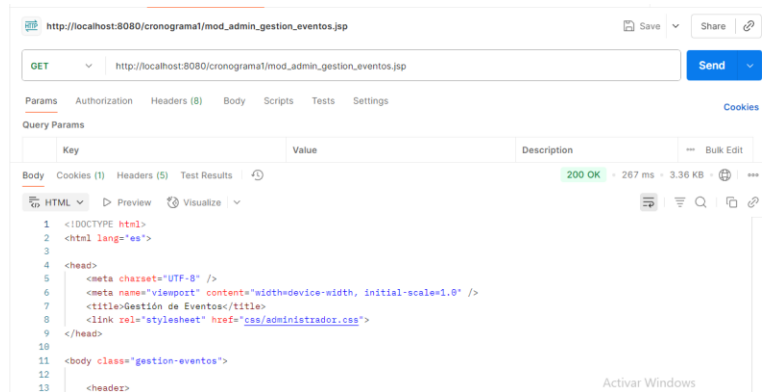 HTTP http://localhost:8080/cronograma1/mod_admin_gestion_eventos.jsp Save Share
GET http://localhost:8080/cronograma1/mod_admin_gestion_eventos.jsp Send
Params Authorization Headers (8) Body Scripts Tests Settings Cookies
Query Params
Key Value Description ••• Bulk Edit
Body Cookies (1) Headers (5) Test Results 200 OK • 267 ms • 3.36 KB •
HTML Preview Visualize
1 <!DOCTYPE html>
2 <html lang="es">
3
4 <head>
5 <meta charset="UTF-8" />
6 <meta name="viewport" content="width=device-width, initial-scale=1.0" />
7 <title>Gestión de Eventos</title>
8 <link rel="stylesheet" href="css/administrador.css">
9 </head>
10
11 <body class="gestion-eventos">
12
13 <header>
Activar Windows